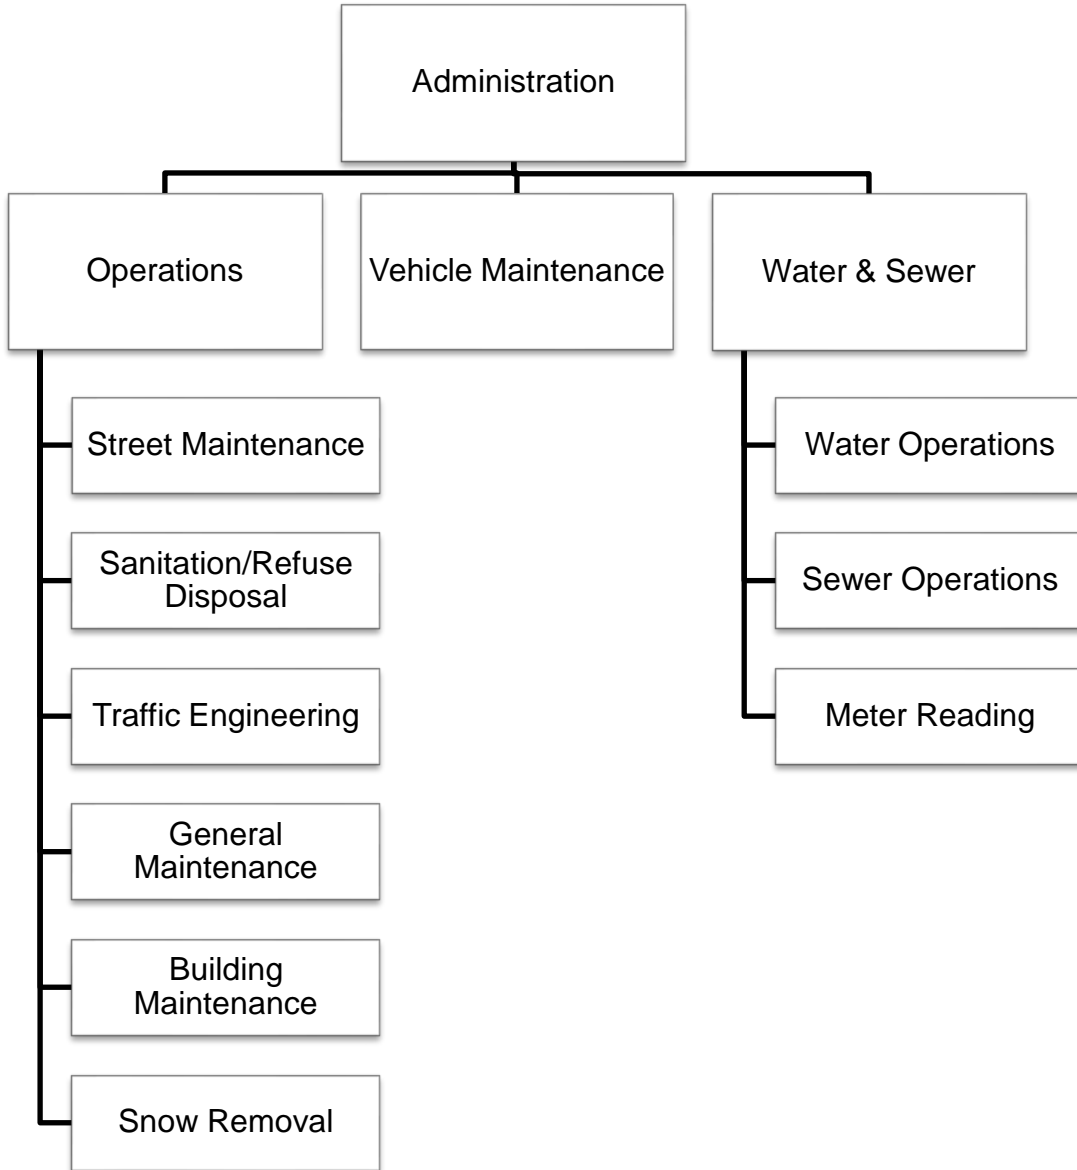 Administration
Operations
Vehicle Maintenance
Water & Sewer
Street Maintenance
Sanitation/Refuse
Disposal
Traffic Engineering
General
Maintenance
Building
Maintenance
Snow Removal
Water Operations
Sewer Operations
Meter Reading